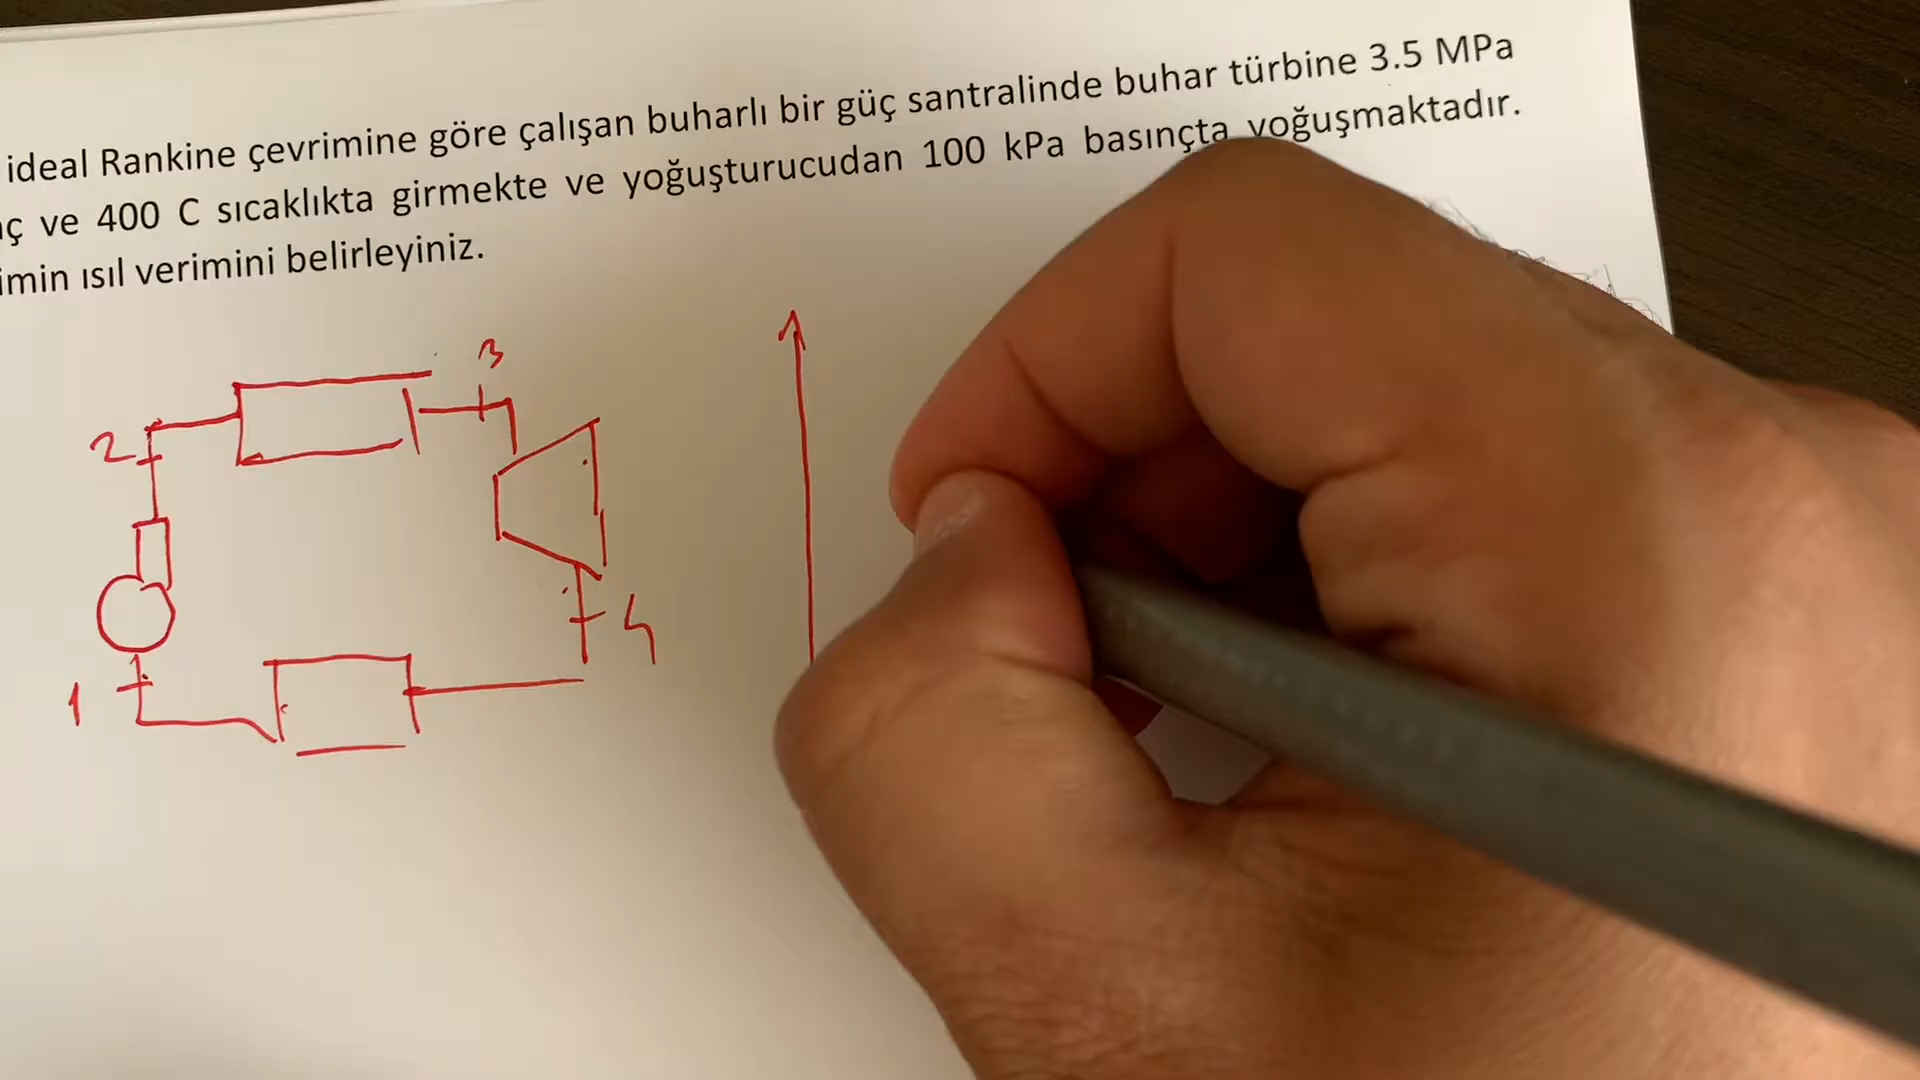 ideal Rankine çevrimine göre çalışan buharlı bir güç santralinde buhar türbine 3.5 MPa
ve 400 C sıcaklıkta girmekte ve yoğuşturucudan 100 kPa basınçta yoğuşmaktadır.
ısıl verimini belirleyiniz.
3
2
4
1